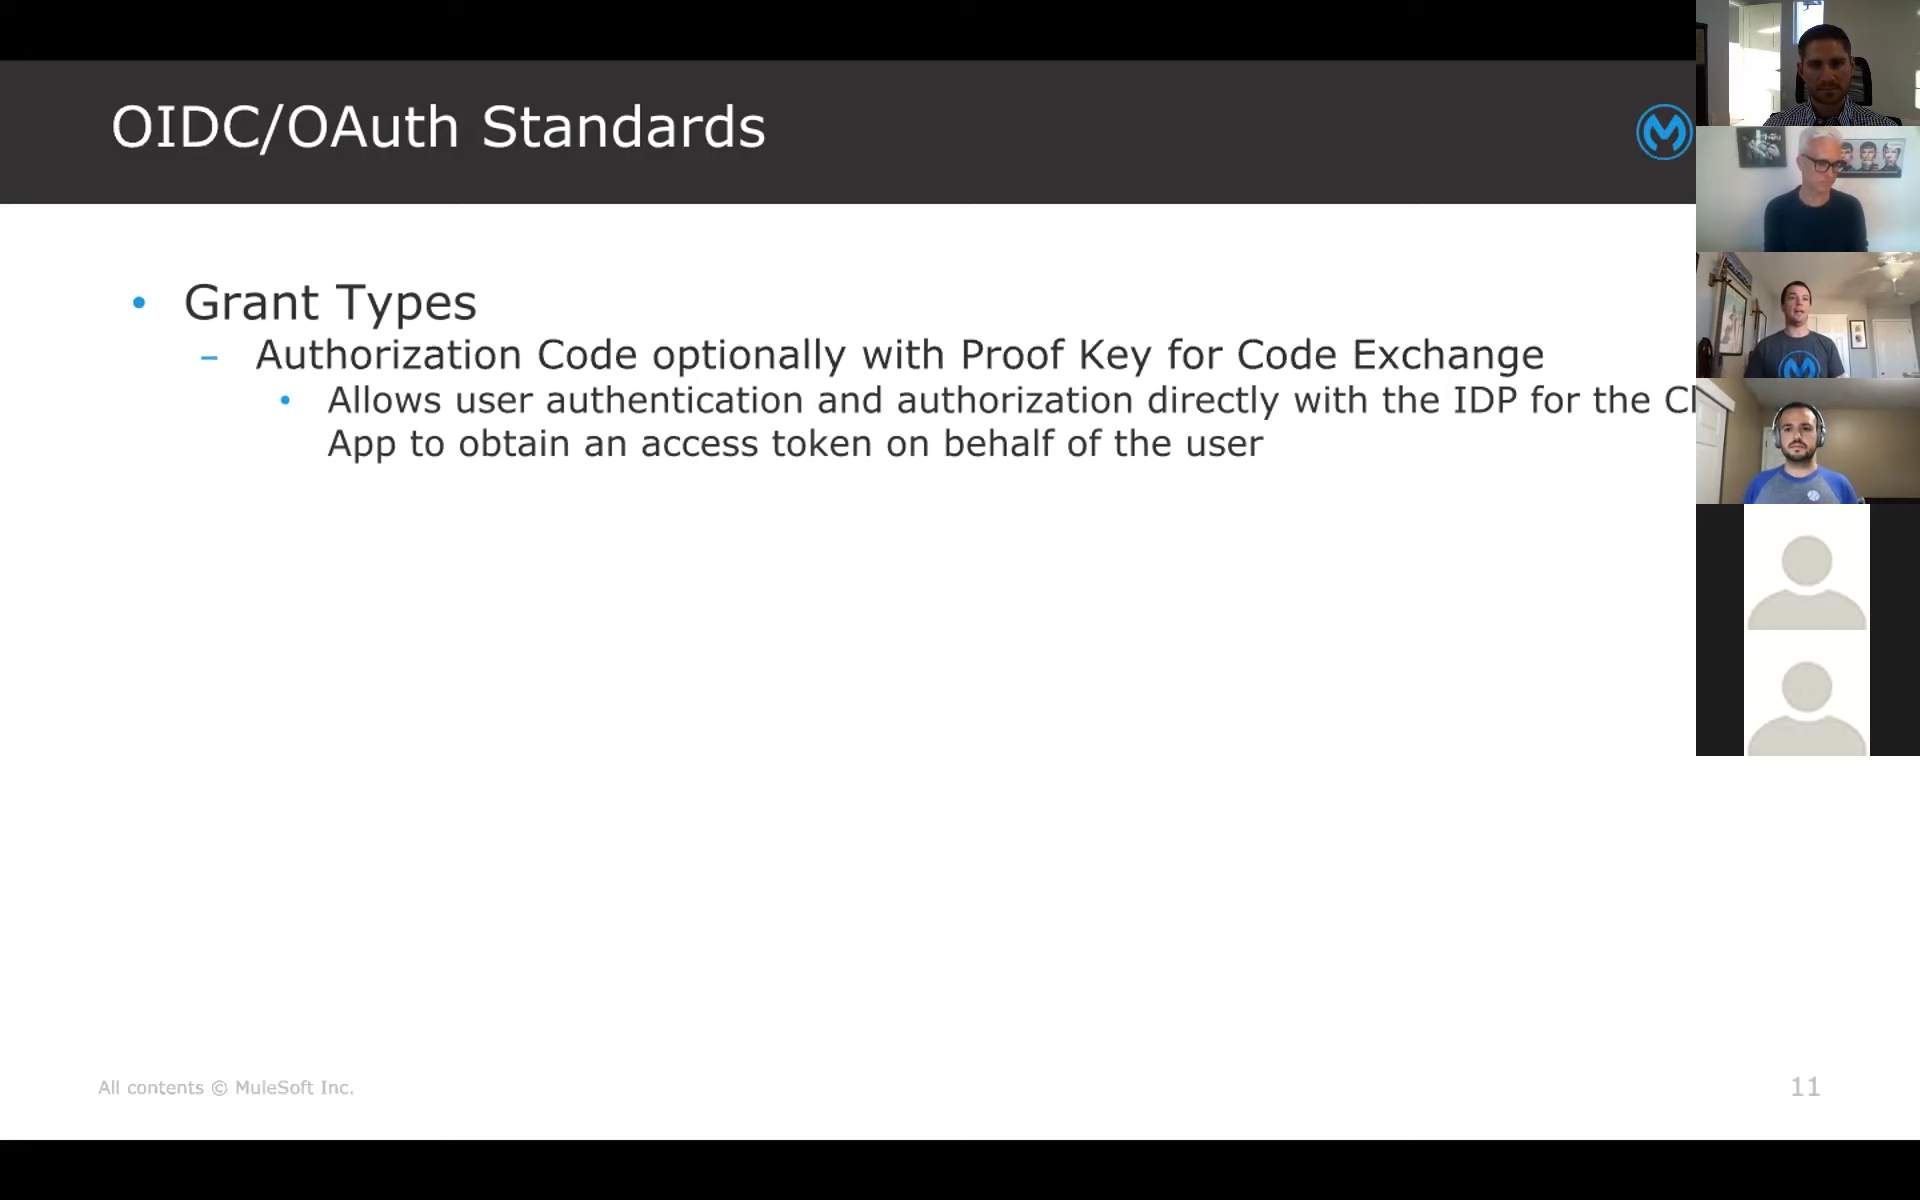 OIDC/OAuth Standards
• Grant Types
– Authorization Code optionally with Proof Key for Code Exchange
• Allows user authentication and authorization directly with the IDP for the
App to obtain an access token on behalf of the user
All contents © MuleSoft Inc.
11